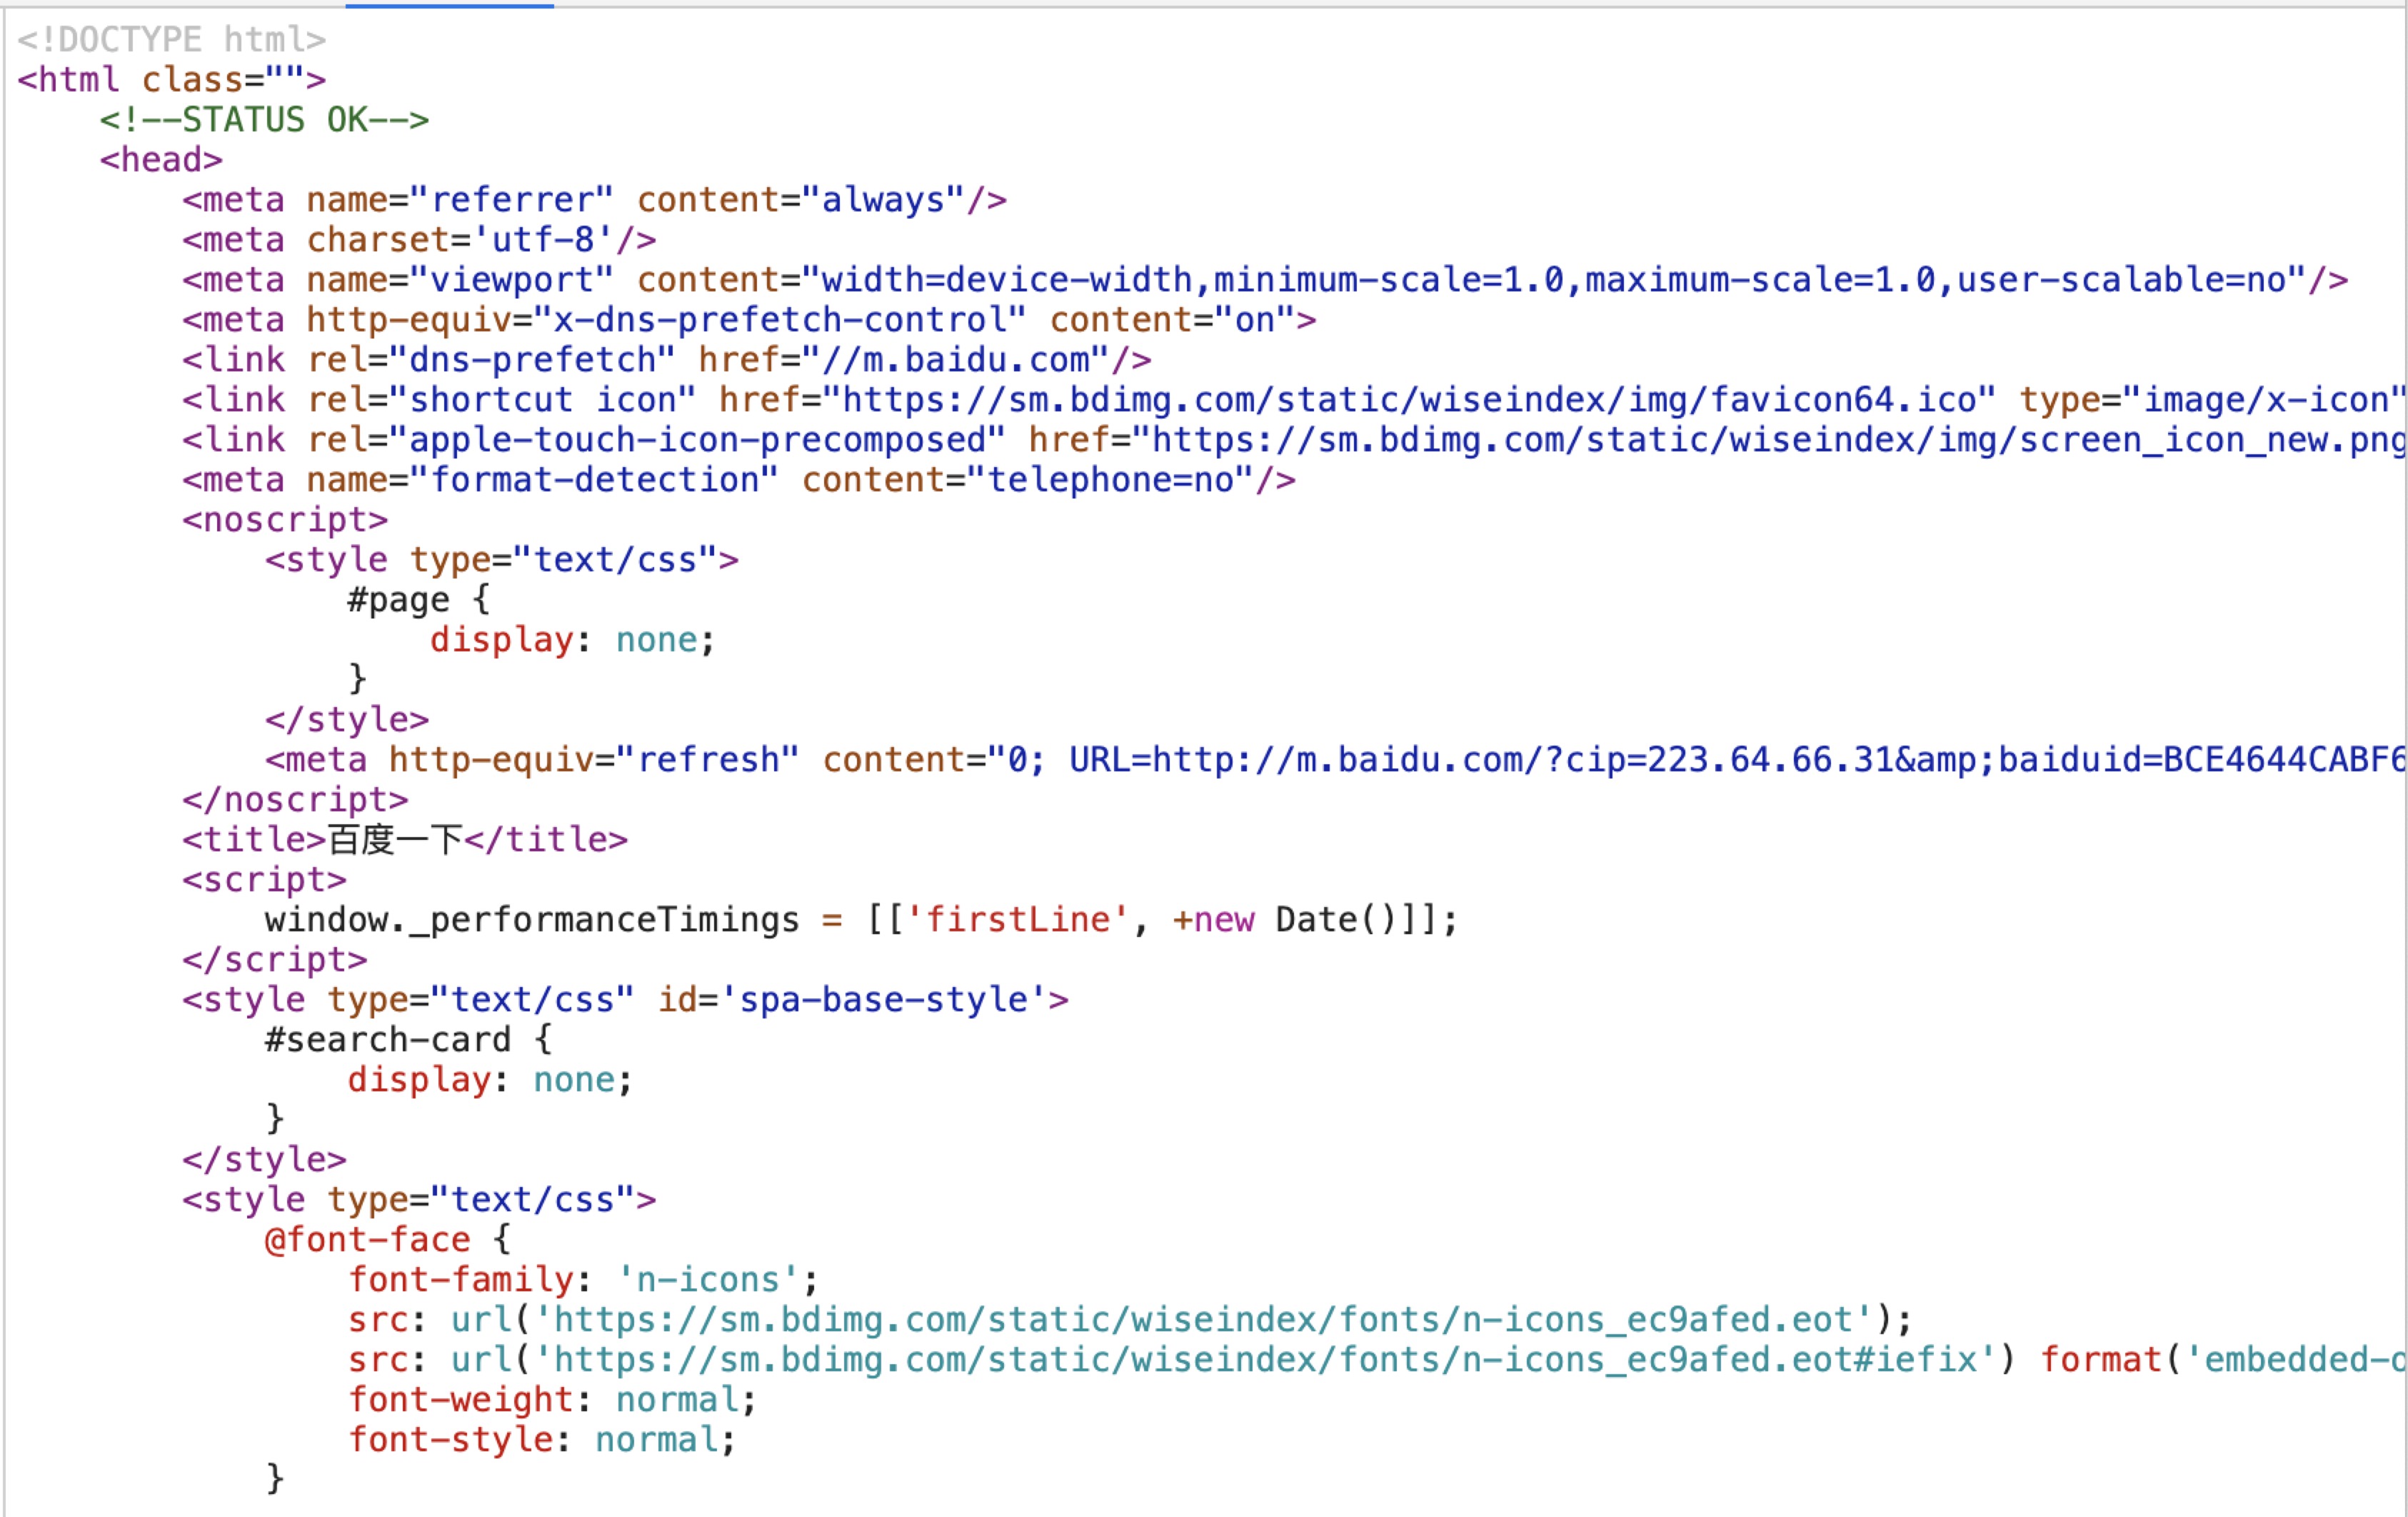 <!DOCTYPE html>
<html class="">
<!--STATUS OK-->
<head>
<meta name="referrer" content="always"/>
<meta charset='utf-8'/>
<meta name="viewport" content="width=device-width,minimum-scale=1.0,maximum-scale=1.0,user-scalable=no"/>
<meta http-equiv="x-dns-prefetch-control" content="on">
<link rel="dns-prefetch" href="//m.baidu.com"/>
<link rel="shortcut icon" href="https://sm.bdimg.com/static/wiseindex/img/favicon64.ico" type="image/x-icon"
<link rel="apple-touch-icon-precomposed" href="https://sm.bdimg.com/static/wiseindex/img/screen_icon_new.png
<meta name="format-detection" content="telephone=no"/>
<noscript>
<style type="text/css">
#page {
display: none;
}
</style>
<meta http-equiv="refresh" content="0; URL=http://m.baidu.com/?cip=223.64.66.31&amp;baiduid=BCE4644CABF6
</noscript>
<title>百度一下</title>
<script>
window._performanceTimings = [['firstLine', +new Date()]];
</script>
<style type="text/css" id='spa-base-style'>
#search-card {
display: none;
}
</style>
<style type="text/css">
@font-face {
font-family: 'n-icons';
src: url('https://sm.bdimg.com/static/wiseindex/fonts/n-icons_ec9afed.eot');
src: url('https://sm.bdimg.com/static/wiseindex/fonts/n-icons_ec9afed.eot#iefix') format('embedded-o
font-weight: normal;
font-style: normal;
}